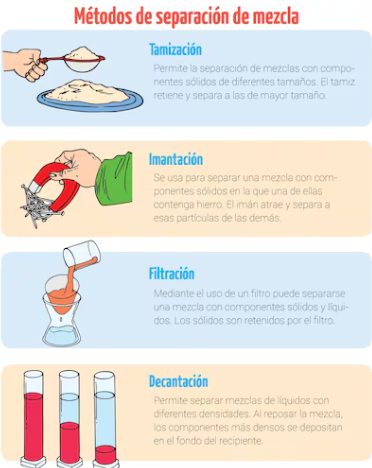 Métodos de separación de mezcla
Tamización
Permite la separación de mezclas con compo-
nentes sólidos de diferentes tamaños. El tamiz
retiene y separa a las de mayor tamaño.
Imantación
Se usa para separar una mezcla con com-
ponentes sólidos en la que una de ellas
contenga hierro. El imán atrae y separa a
esas partículas de las demás.
Filtración
Mediante el uso de un filtro puede separarse
una mezcla con componentes sólidos y líqui-
dos. Los sólidos son retenidos por el filtro.
Decantación
Permite separar mezclas de líquidos con
diferentes densidades. Al reposar la mezcla,
los componentes más densos se depositan
en el fondo del recipiente.